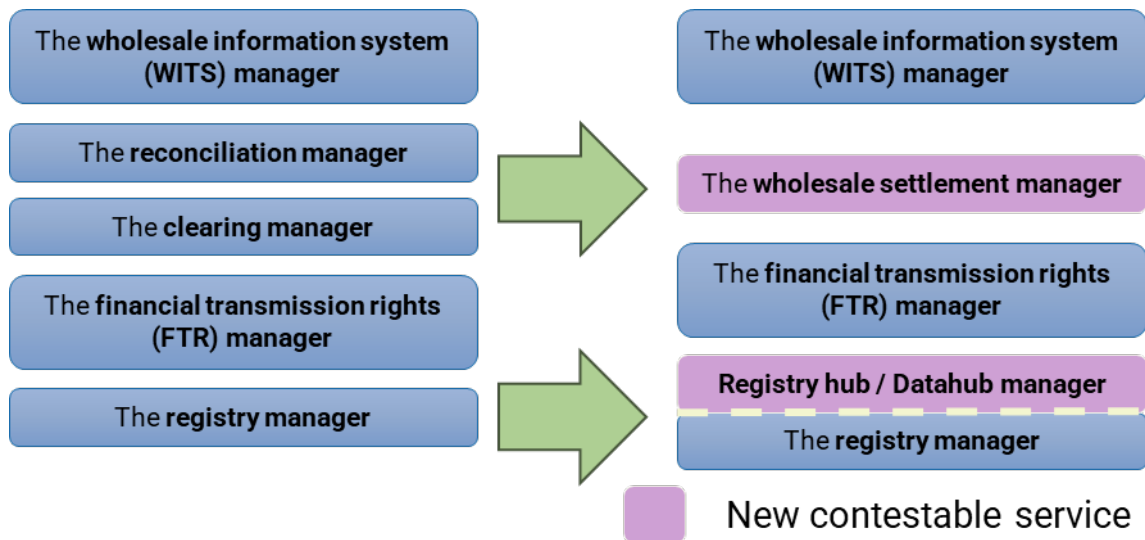 The wholesale information system
(WITS) manager
The reconciliation manager
The clearing manager
The financial transmission rights
(FTR) manager
The registry manager
The wholesale information system
(WITS) manager
The wholesale settlement manager
The financial transmission rights
(FTR) manager
Registry hub / Datahub manager
The registry manager
New contestable service